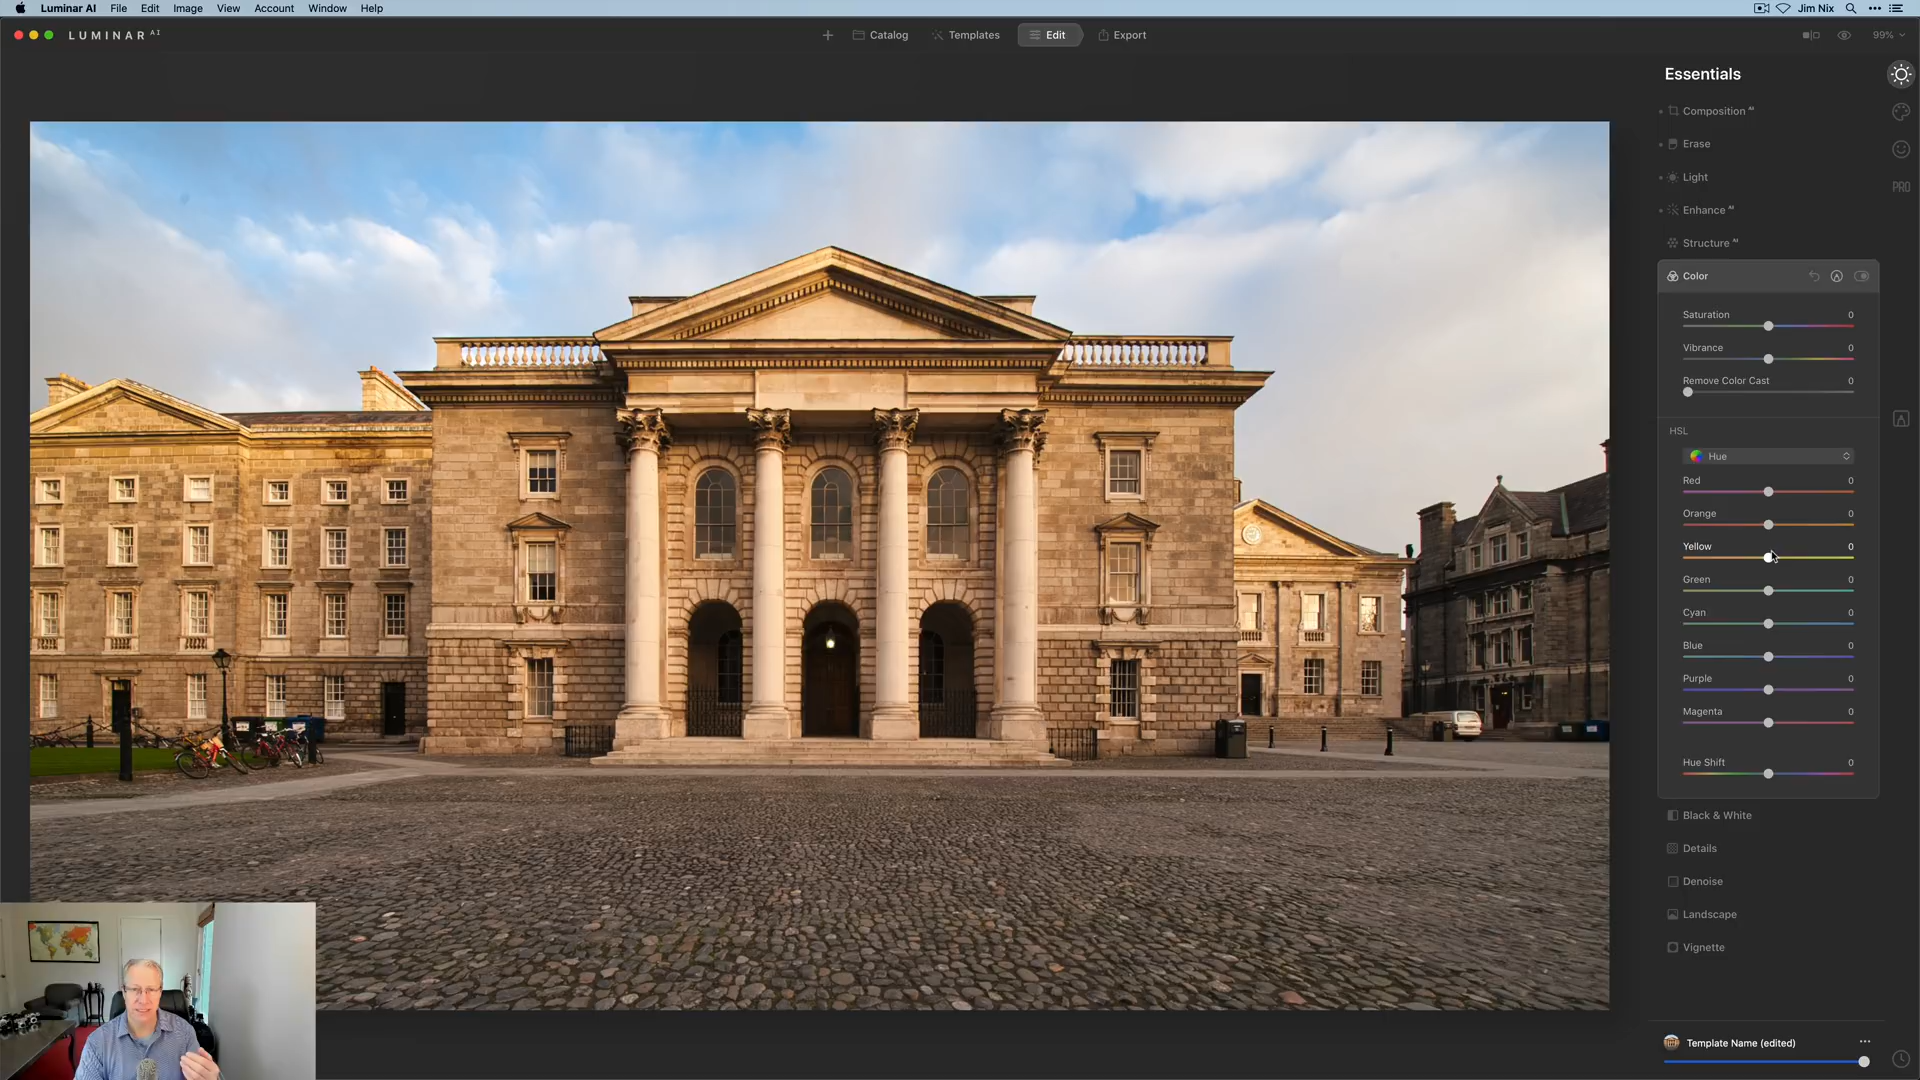 Luminar AI File Edit Image View Account Window Help Jim Nix
LUMINAR AI Catalog Templates Edit Export 99%
Essentials
Composition AI
Erase
Light
Enhance AI
Structure AI
Color
Saturation 0
Vibrance 0
Remove Color Cast 0
HSL
Hue
Red 0
Orange 0
Yellow 0
Green 0
Cyan 0
Blue 0
Purple 0
Magenta 0
Hue Shift 0
Black & White
Details
Denoise
Landscape
Vignette
Template Name (edited)
PRO